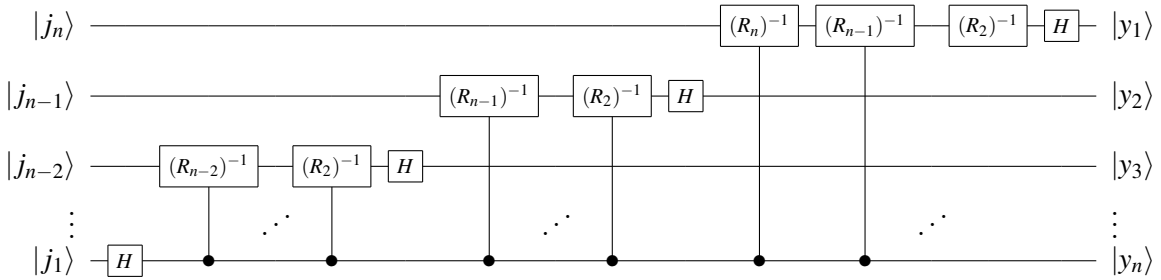 |j_n⟩ (R_n)^{-1} (R_{n-1})^{-1} (R_2)^{-1} H |y_1⟩
|j_{n-1}⟩ (R_{n-1})^{-1} (R_2)^{-1} H |y_2⟩
|j_{n-2}⟩ (R_{n-2})^{-1} (R_2)^{-1} H |y_3⟩
⋮ ⋰ ⋰ ⋰ ⋮
|j_1⟩ H |y_n⟩